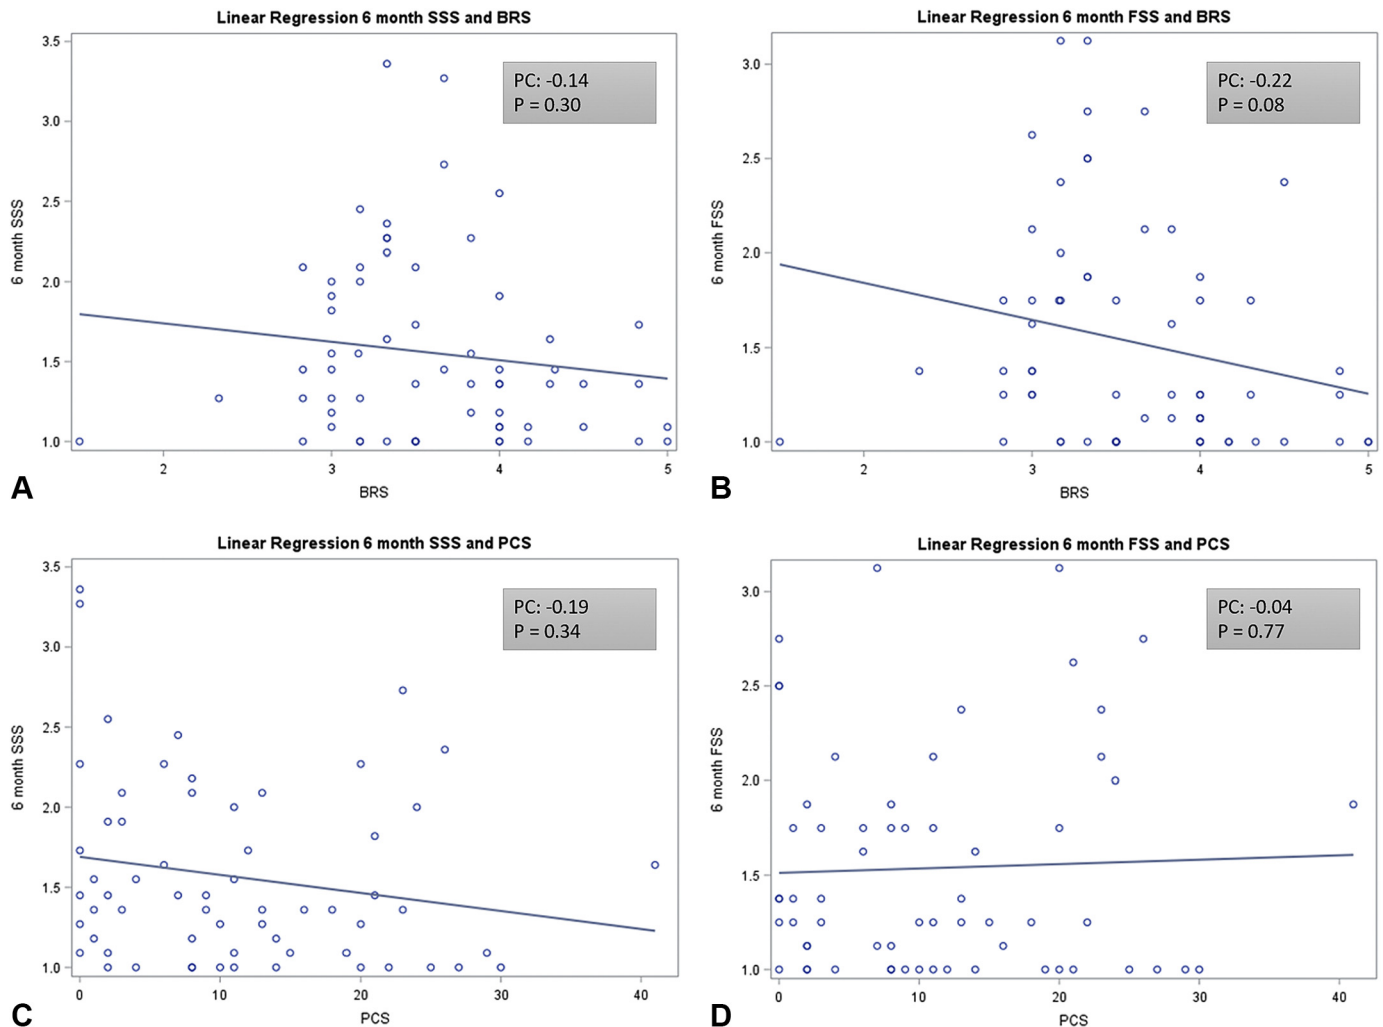 Linear Regression 6 month SSS and BRS
PC: -0.14
P = 0.30
3.5
3.0
2.5
2.0
1.5
1.0
6 month SSS
2 3 4 5
BRS
A
Linear Regression 6 month FSS and BRS
PC: -0.22
P = 0.08
3.0
2.5
2.0
1.5
1.0
6 month FSS
2 3 4 5
BRS
B
Linear Regression 6 month SSS and PCS
PC: -0.19
P = 0.34
3.5
3.0
2.5
2.0
1.5
1.0
6 month SSS
0 10 20 30 40
PCS
C
Linear Regression 6 month FSS and PCS
PC: -0.04
P = 0.77
3.0
2.5
2.0
1.5
1.0
6 month FSS
0 10 20 30 40
PCS
D